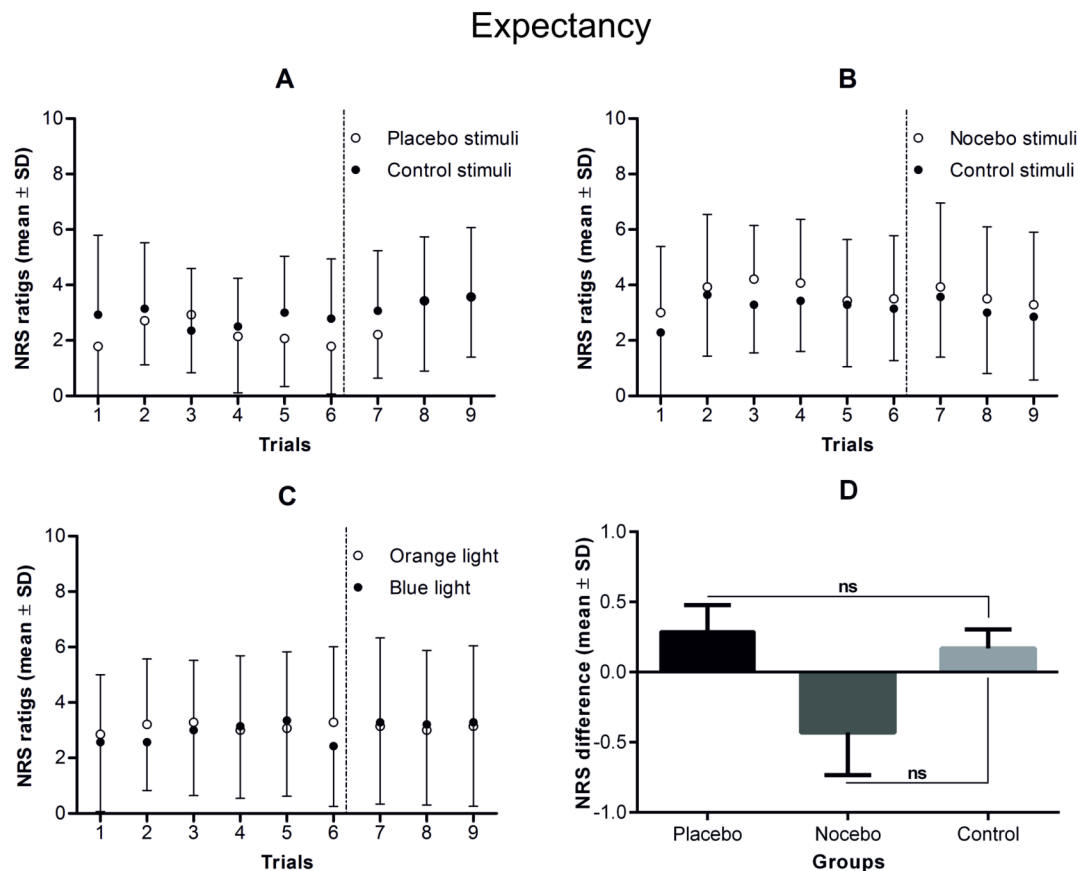 Expectancy
A
NRS ratigs (mean ± SD)
10
8
6
4
2
0
Placebo stimuli
Control stimuli
1 2 3 4 5 6 7 8 9
Trials
B
NRS ratigs (mean ± SD)
10
8
6
4
2
0
Nocebo stimuli
Control stimuli
1 2 3 4 5 6 7 8 9
Trials
C
NRS ratigs (mean ± SD)
10
8
6
4
2
0
Orange light
Blue light
1 2 3 4 5 6 7 8 9
Trials
D
NRS difference (mean ± SD)
1.0
0.5
0.0
-0.5
-1.0
ns
ns
Placebo Nocebo Control
Groups